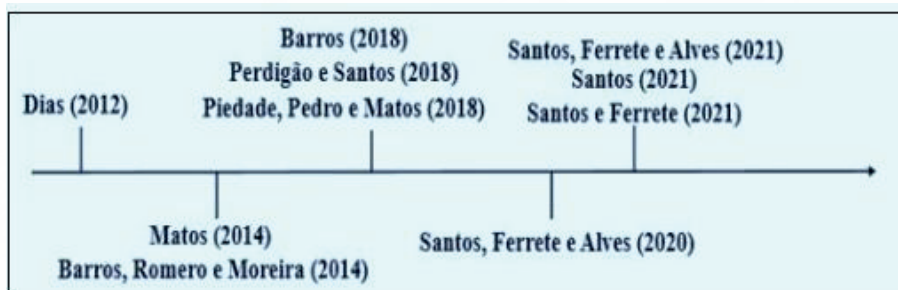 Barros (2018)
Perdigão e Santos (2018)
Piedade, Pedro e Matos (2018)
Santos, Ferrete e Alves (2021)
Santos (2021)
Santos e Ferrete (2021)
Dias (2012)
Matos (2014)
Barros, Romero e Moreira (2014)
Santos, Ferrete e Alves (2020)